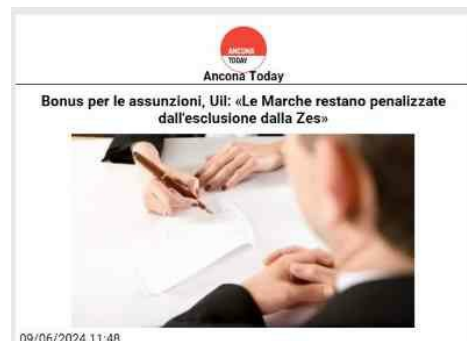 ANCONA
TODAY
Ancona Today
Bonus per le assunzioni, Uil: «Le Marche restano penalizzate
dall'esclusione dalla Zes»
09/06/2024 11:48